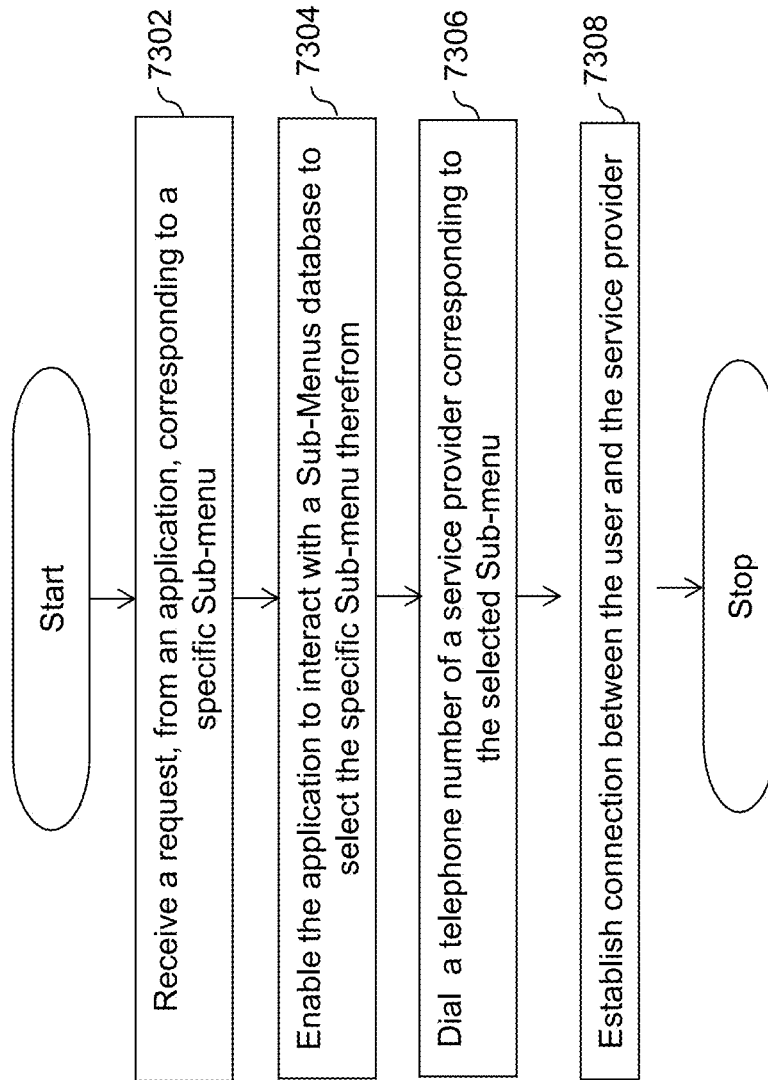 Start
Receive a request, from an application, corresponding to a
specific Sub-menu
7302
Enable the application to interact with a Sub-Menus database to
select the specific Sub-menu therefrom
7304
Dial a telephone number of a service provider corresponding to
the selected Sub-menu
7306
Establish connection between the user and the service provider
7308
Stop